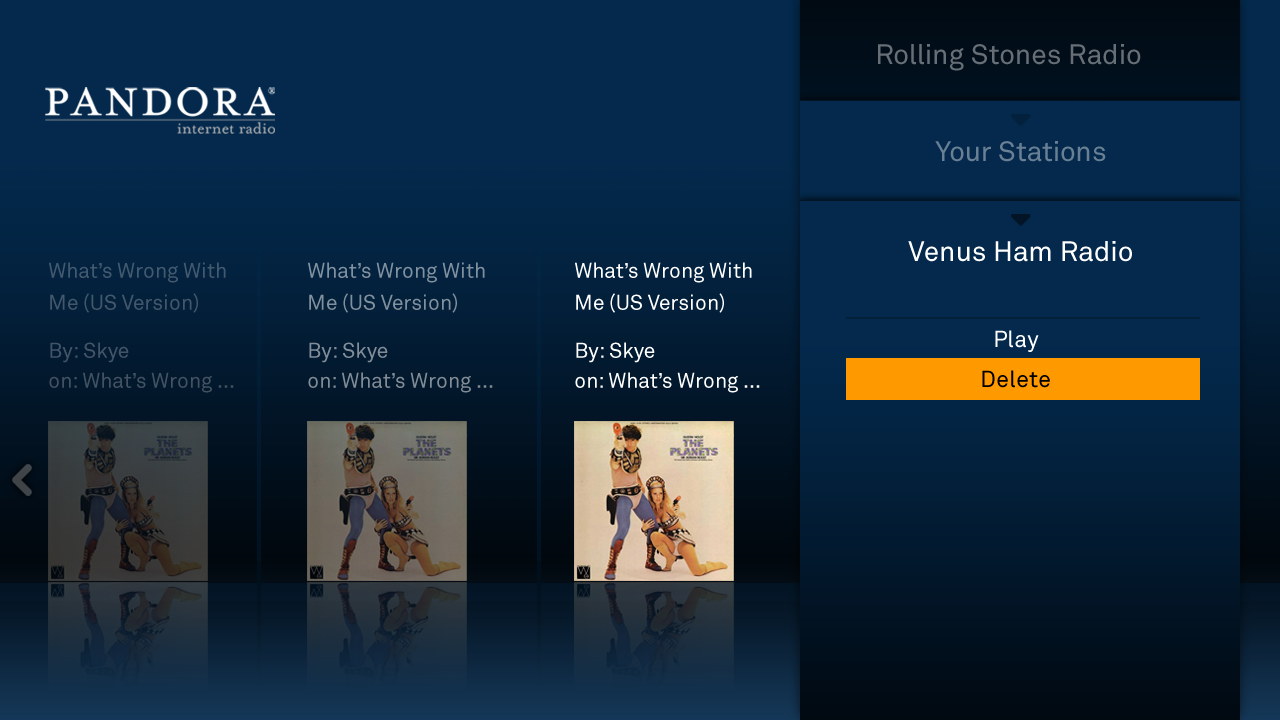 PANDORA®
internet radio
What's Wrong With
Me (US Version)
By: Skye
on: What's Wrong ...
What's Wrong With
Me (US Version)
By: Skye
on: What's Wrong ...
What's Wrong With
Me (US Version)
By: Skye
on: What's Wrong ...
THE
PLANETS
THE
PLANETS
THE
PLANETS
Rolling Stones Radio
Your Stations
Venus Ham Radio
Play
Delete